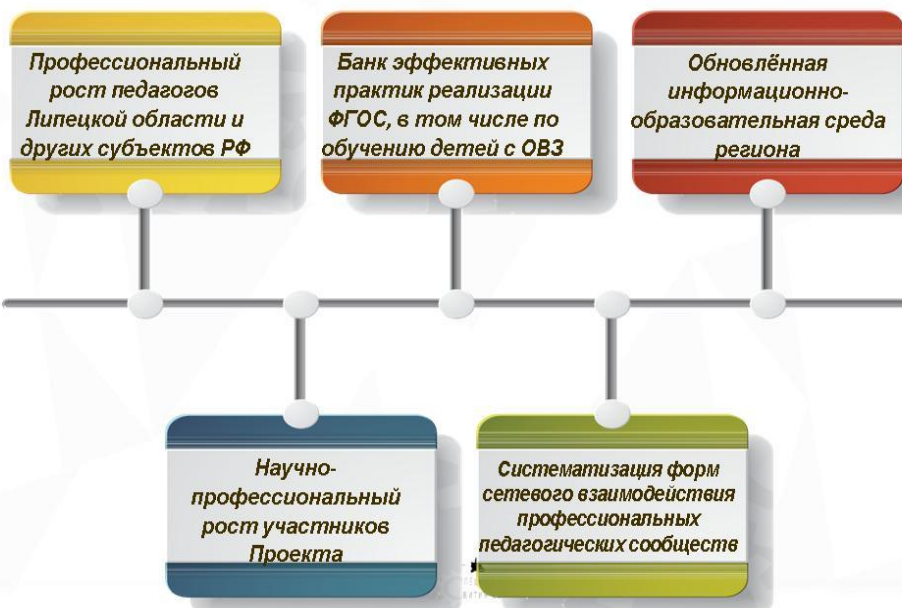 Профессиональный
рост педагогов
Липецкой области и
других субъектов РФ
Банк эффективных
практик реализации
ФГОС, в том числе по
обучению детей с ОВЗ
Обновлённая
информационно-
образовательная среда
региона
Научно-
профессиональный
рост участников
Проекта
Систематизация форм
сетевого взаимодействия
профессиональных
педагогических сообществ